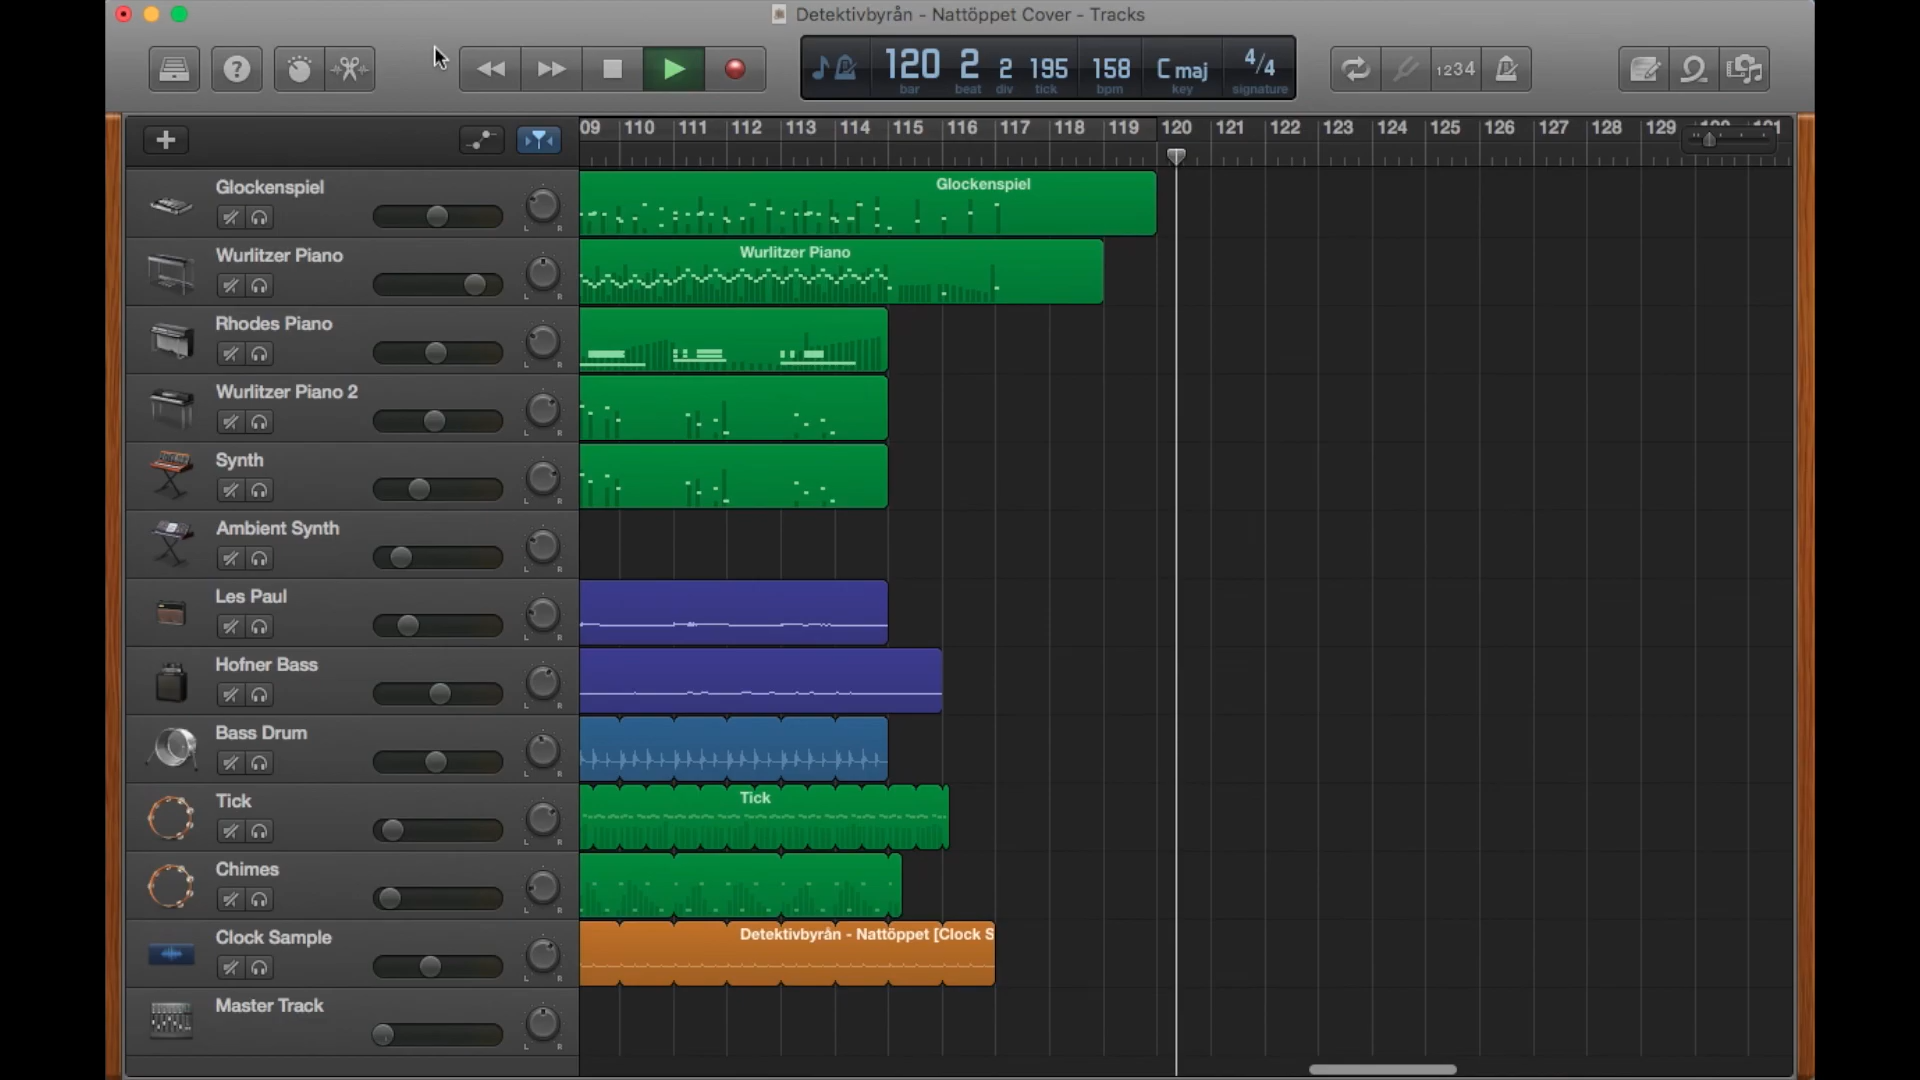 Detektivbyrån - Nattöppet Cover - Tracks
120 2 2 195 158 C maj 4/4
bar beat div tick bpm key signature
1234
09 110 111 112 113 114 115 116 117 118 119 120 121 122 123 124 125 126 127 128 129
Glockenspiel
Glockenspiel
L R
Wurlitzer Piano
Wurlitzer Piano
L R
Rhodes Piano
L R
Wurlitzer Piano 2
L R
Synth
L R
Ambient Synth
L R
Les Paul
L R
Hofner Bass
L R
Bass Drum
L R
Tick
Tick
L R
Chimes
L R
Clock Sample
Detektivbyrån - Nattöppet [Clock S
L R
Master Track
L R